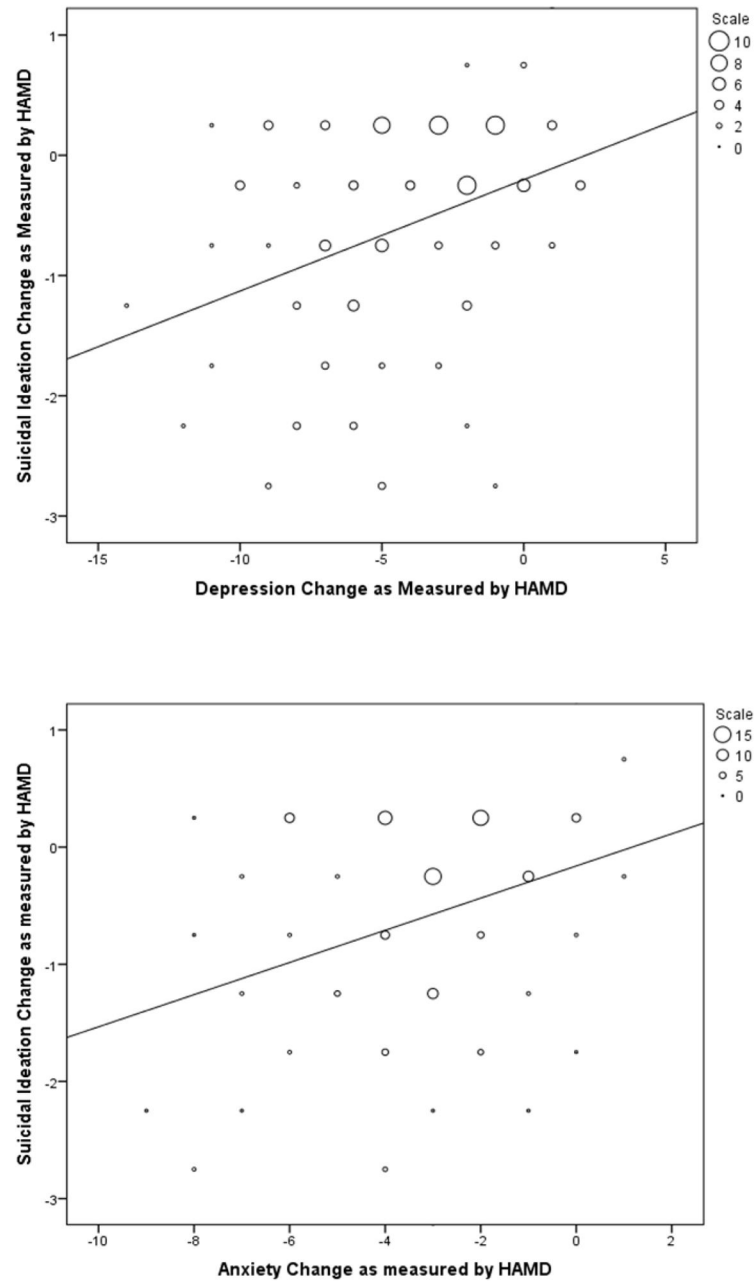 Scale
10
8
6
4
2
0
1
0
-1
-2
-3
Suicidal Ideation Change as Measured by HAMD
-15 -10 -5 0 5
Depression Change as Measured by HAMD
Scale
15
10
5
0
1
0
-1
-2
-3
Suicidal Ideation Change as measured by HAMD
-10 -8 -6 -4 -2 0 2
Anxiety Change as measured by HAMD